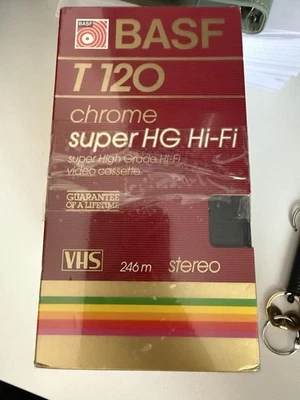 BASF
BASF
T 120
chrome
super HG Hi-Fi
super High Grade Hi-Fi
video cassette
GUARANTEE
OF A LIFETIME
VHS 246 m stereo